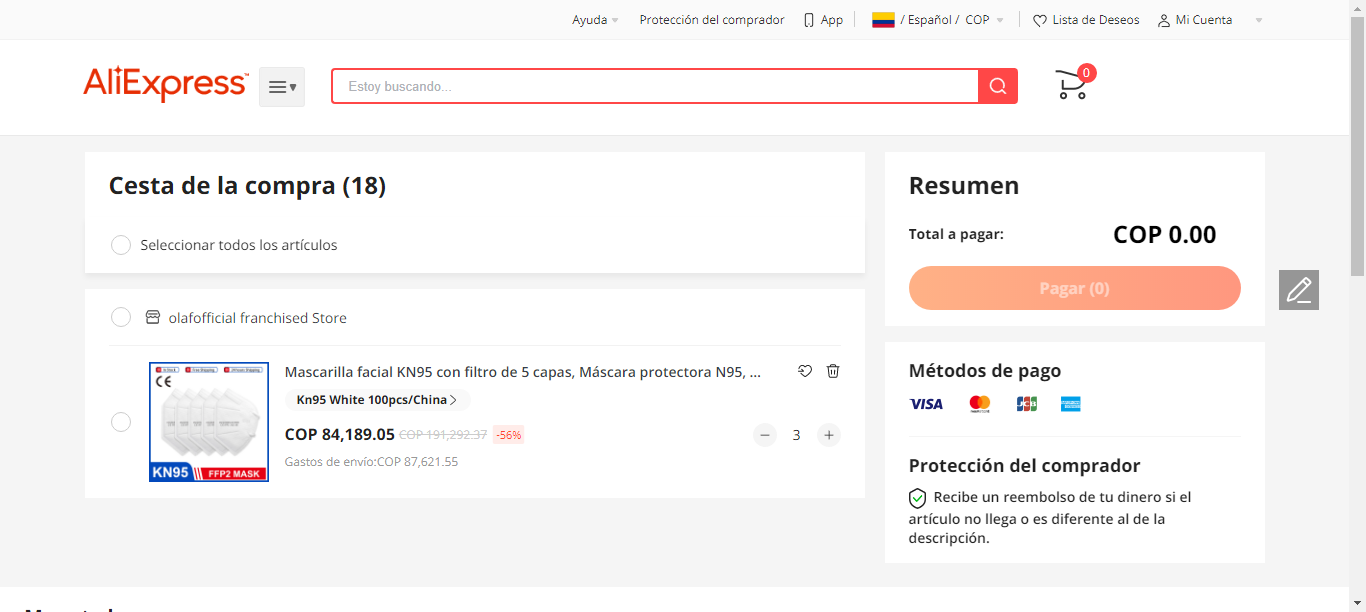 Ayuda Protección del comprador App / Español / COP Lista de Deseos Mi Cuenta
AliExpress™
Estoy buscando...
0
Cesta de la compra (18)
Seleccionar todos los artículos
olafofficial franchised Store
Mascarilla facial KN95 con filtro de 5 capas, Máscara protectora N95, ...
Kn95 White 100pcs/China
COP 84,189.05 COP 191,292.37 -56%
3
Gastos de envío:COP 87,621.55
CE
KN95 FFP2 MASK
Resumen
Total a pagar: COP 0.00
Pagar (0)
Métodos de pago
VISA
JCB
Protección del comprador
Recibe un reembolso de tu dinero si el
artículo no llega o es diferente al de la
descripción.